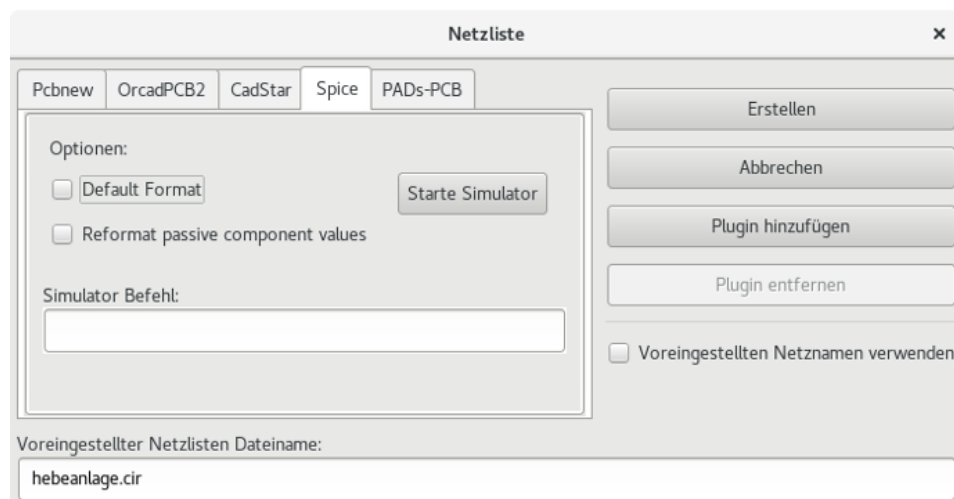 Netzliste
Pcbnew OrcadPCB2 CadStar Spice PADs-PCB
Erstellen
Optionen:
Abbrechen
Default Format
Starte Simulator
Plugin hinzufügen
Reformat passive component values
Plugin entfernen
Simulator Befehl:
Voreingestellten Netznamen verwenden
Voreingestellter Netzlisten Dateiname:
hebeanlage.cir